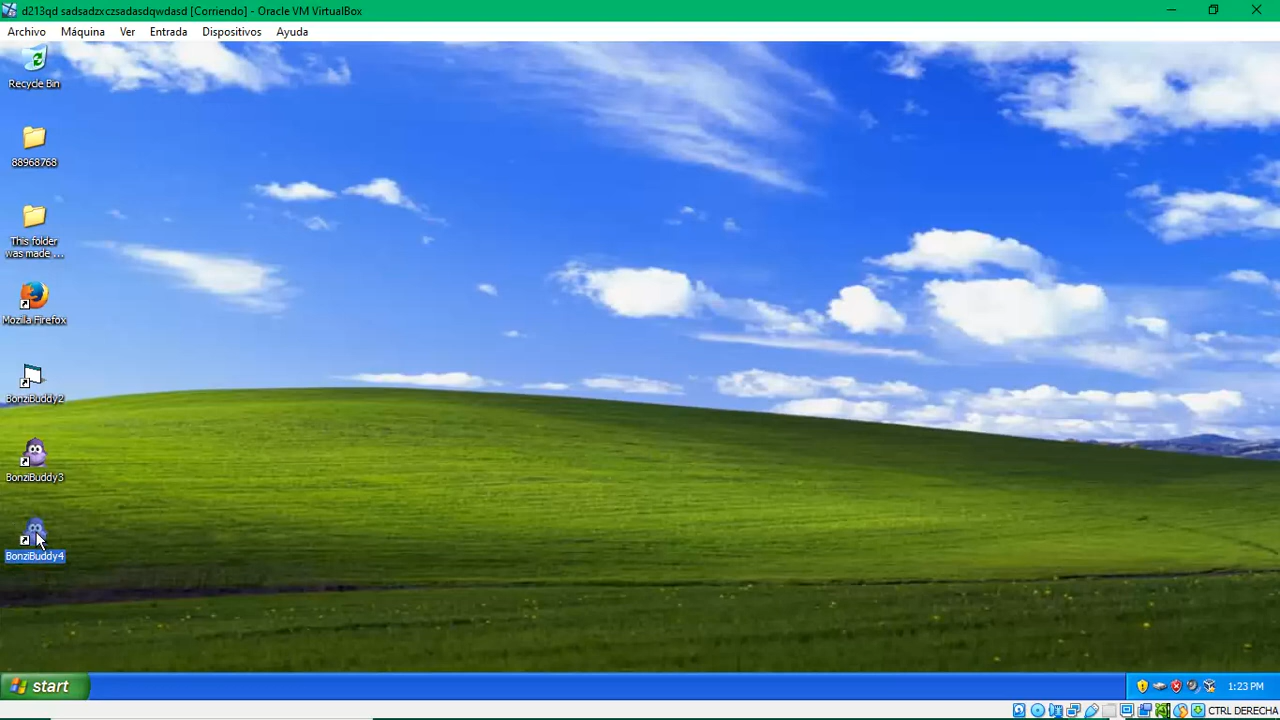 d213qd sadsadzxczsadasdqwdasd [Corriendo] - Oracle VM VirtualBox
Archivo Máquina Ver Entrada Dispositivos Ayuda
Recycle Bin
88968768
This folder
was made ...
Mozilla Firefox
BonziBuddy2
BonziBuddy3
BonziBuddy4
start
1:23 PM
CTRL DERECHA